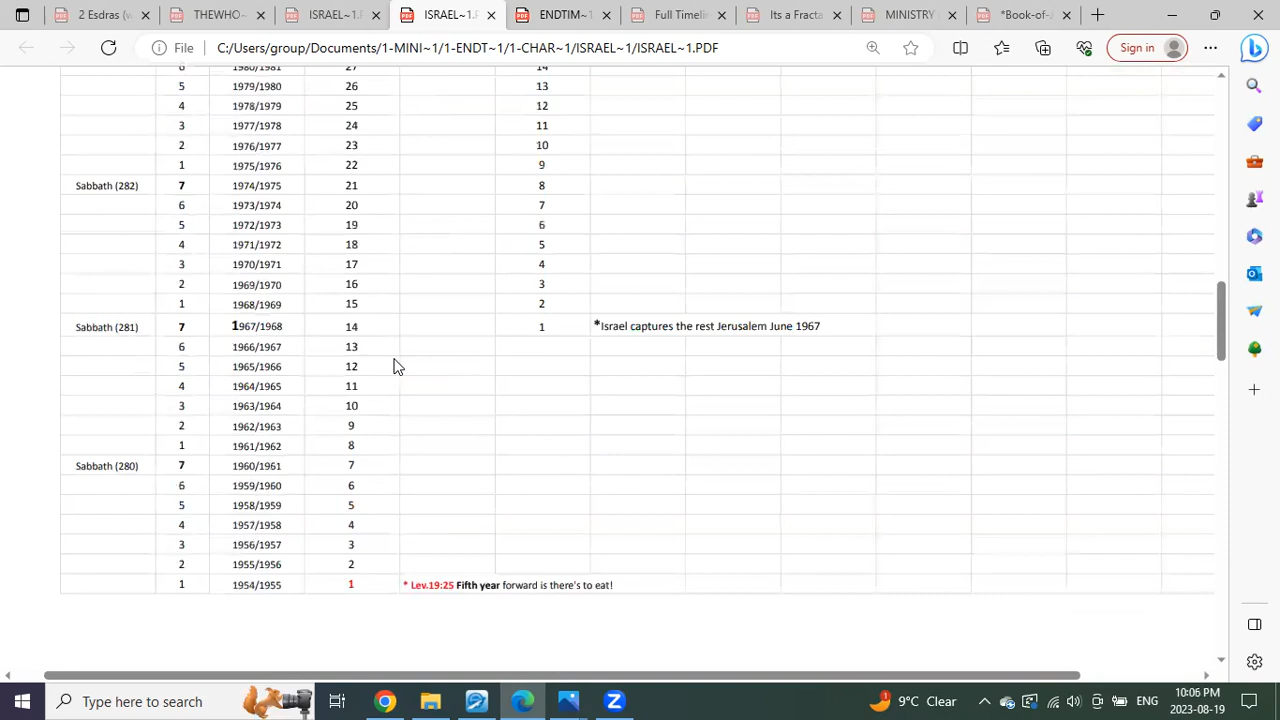 2 Esdras (w
THEWHO~
ISRAEL~1.P
ISRAEL~1.P
ENDTIM~
Full Timelin
Its a Fracta
MINISTRY
*Book-of-J
File C:/Users/group/Documents/1-MINI~1/1-ENDT~1/1-CHAR~1/ISRAEL~1/ISRAEL~1.PDF Sign in
6 1980/1981 27 14
5 1979/1980 26 13
4 1978/1979 25 12
3 1977/1978 24 11
2 1976/1977 23 10
1 1975/1976 22 9
Sabbath (282) 7 1974/1975 21 8
6 1973/1974 20 7
5 1972/1973 19 6
4 1971/1972 18 5
3 1970/1971 17 4
2 1969/1970 16 3
1 1968/1969 15 2
Sabbath (281) 7 1967/1968 14 1 *Israel captures the rest Jerusalem June 1967
6 1966/1967 13
5 1965/1966 12
4 1964/1965 11
3 1963/1964 10
2 1962/1963 9
1 1961/1962 8
Sabbath (280) 7 1960/1961 7
6 1959/1960 6
5 1958/1959 5
4 1957/1958 4
3 1956/1957 3
2 1955/1956 2
1 1954/1955 1 * Lev.19:25 Fifth year forward is there's to eat!
Type here to search
1 9°C Clear
ENG
10:06 PM
2023-08-19